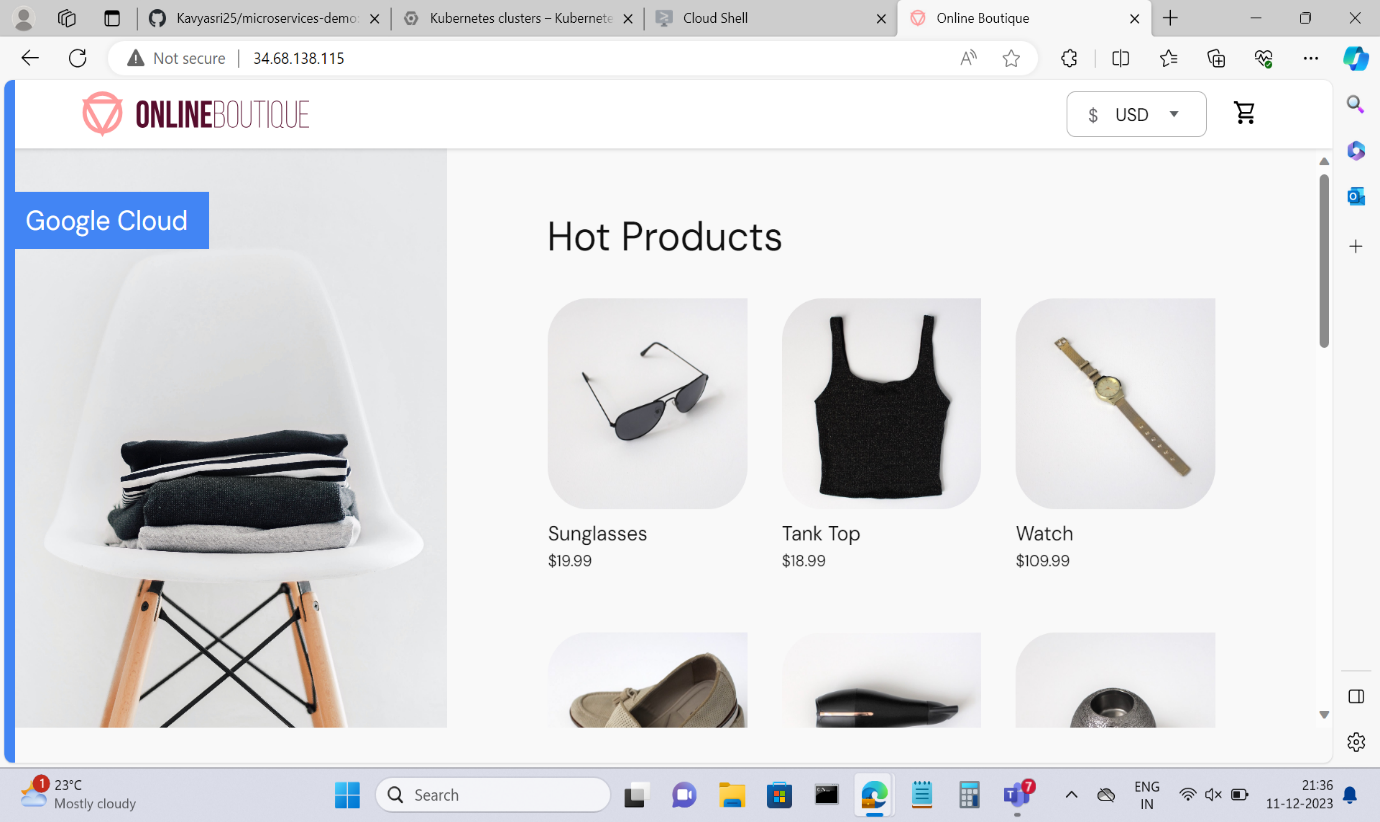 Kavyasri25/microservices-demo:
Kubernetes clusters – Kubernete
Cloud Shell
Online Boutique
Not secure
34.68.138.115
ONLINEBOUTIQUE
$ USD
Google Cloud
Hot Products
Sunglasses
$19.99
Tank Top
$18.99
Watch
$109.99
1
23°C
Mostly cloudy
Search
7
ENG
IN
21:36
11-12-2023